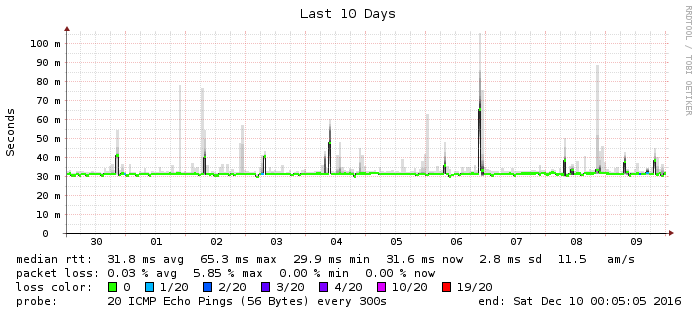 Last 10 Days
RRDTOOL / TOBI OETIKER
Seconds
100 m
90 m
80 m
70 m
60 m
50 m
40 m
30 m
20 m
10 m
0
30 01 02 03 04 05 06 07 08 09
median rtt: 31.8 ms avg 65.3 ms max 29.9 ms min 31.6 ms now 2.8 ms sd 11.5 am/s
packet loss: 0.03 % avg 5.85 % max 0.00 % min 0.00 % now
loss color: 0 1/20 2/20 3/20 4/20 10/20 19/20
probe: 20 ICMP Echo Pings (56 Bytes) every 300s end: Sat Dec 10 00:05:05 2016